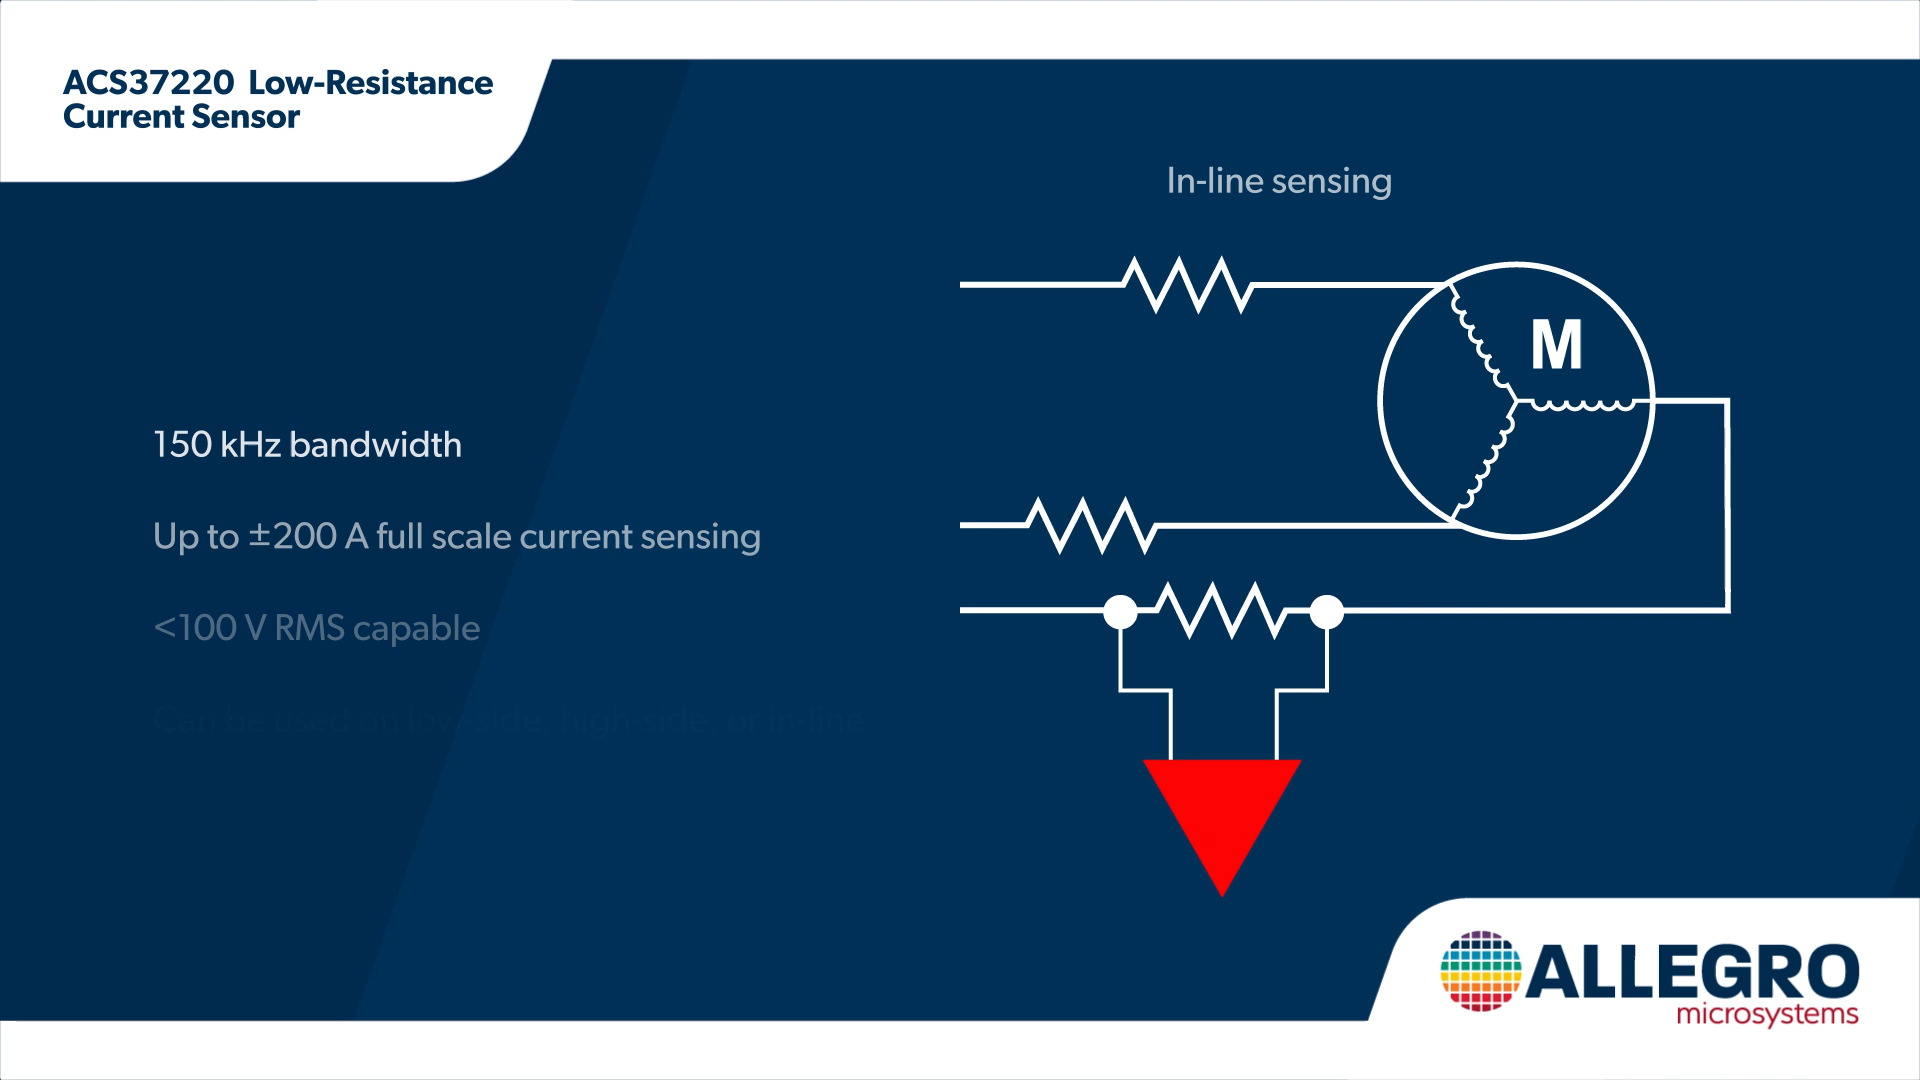 ACS37220 Low-Resistance
Current Sensor
In-line sensing
M
150 kHz bandwidth
Up to ±200 A full scale current sensing
<100 V RMS capable
Can be used on low-side, high-side, or in-line
ALLEGRO
microsystems